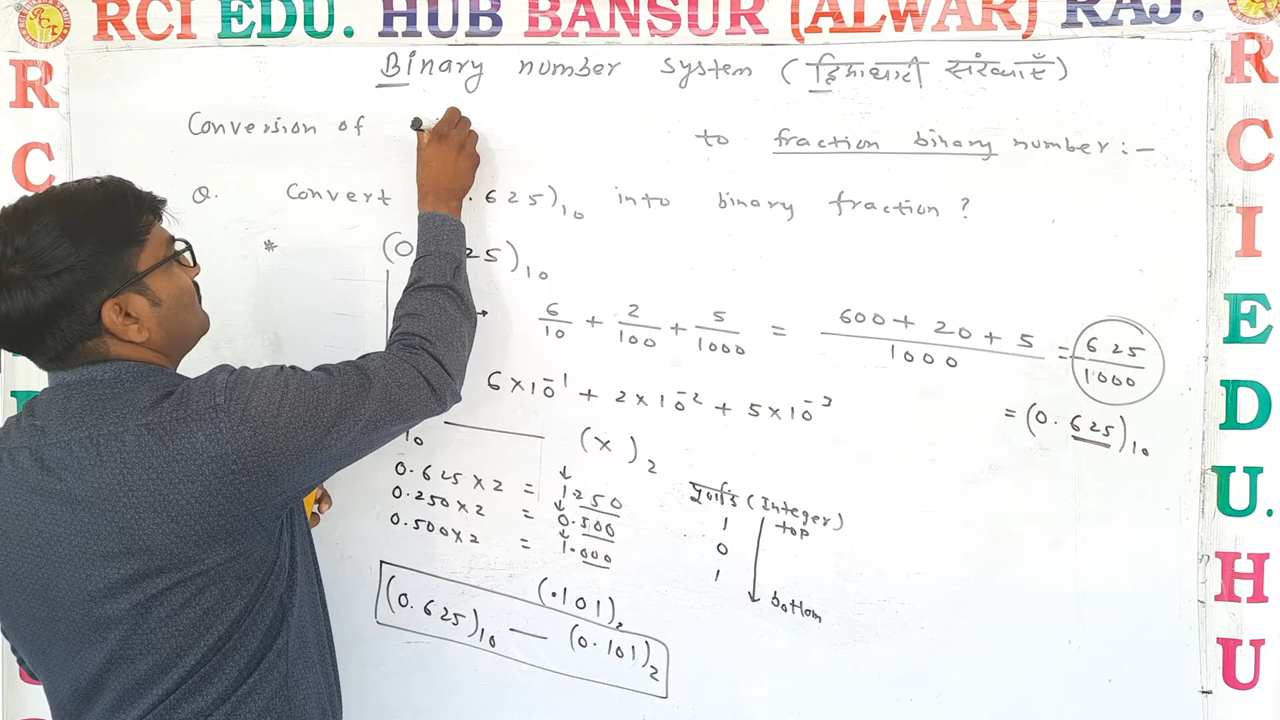 RCI EDU. HUB BANSUR (ALWAR) RAJ.
Binary number system (द्विआधारी संख्याएँ)
Conversion of to fraction binary number:-
Q. Convert .625)10 into binary fraction?
* (0. 25)10
→ 6/10 + 2/100 + 5/1000 = 600 + 20 + 5/1000 = 625/1000
6×10^-1 + 2×10^-2 + 5×10^-3
= (0.625)10
10 (x)2
0.625×2 = 1.250
0.250×2 = 0.500
0.500×2 = 1.000
पूर्णांक (Integer)
1 top
0
1
bottom
(.101)2
(0.625)10 — (0.101)2
R
C
I
E
D
U.
H
U
R
C